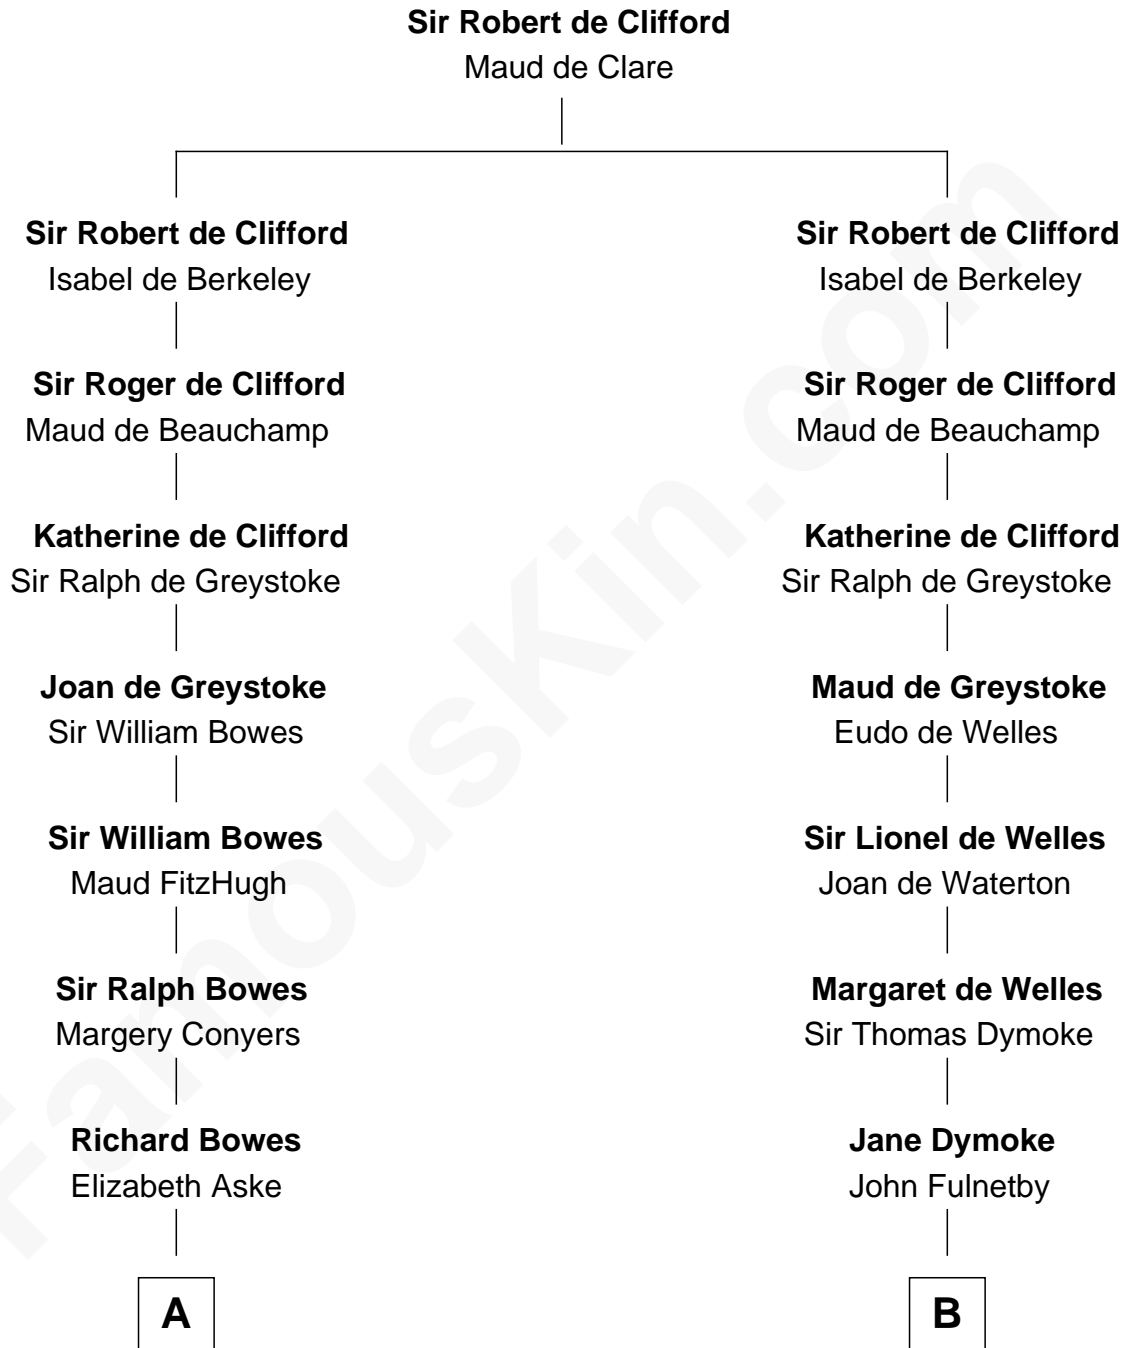 Sir Robert de Clifford
Maud de Clare
Sir Robert de Clifford
Isabel de Berkeley
Sir Roger de Clifford
Maud de Beauchamp
Katherine de Clifford
Sir Ralph de Greystoke
Joan de Greystoke
Sir William Bowes
Sir William Bowes
Maud FitzHugh
Sir Ralph Bowes
Margery Conyers
Richard Bowes
Elizabeth Aske
A
Sir Robert de Clifford
Isabel de Berkeley
Sir Roger de Clifford
Maud de Beauchamp
Katherine de Clifford
Sir Ralph de Greystoke
Maud de Greystoke
Eudo de Welles
Sir Lionel de Welles
Joan de Waterton
Margaret de Welles
Sir Thomas Dymoke
Jane Dymoke
John Fulnetby
B
FamousKin.com